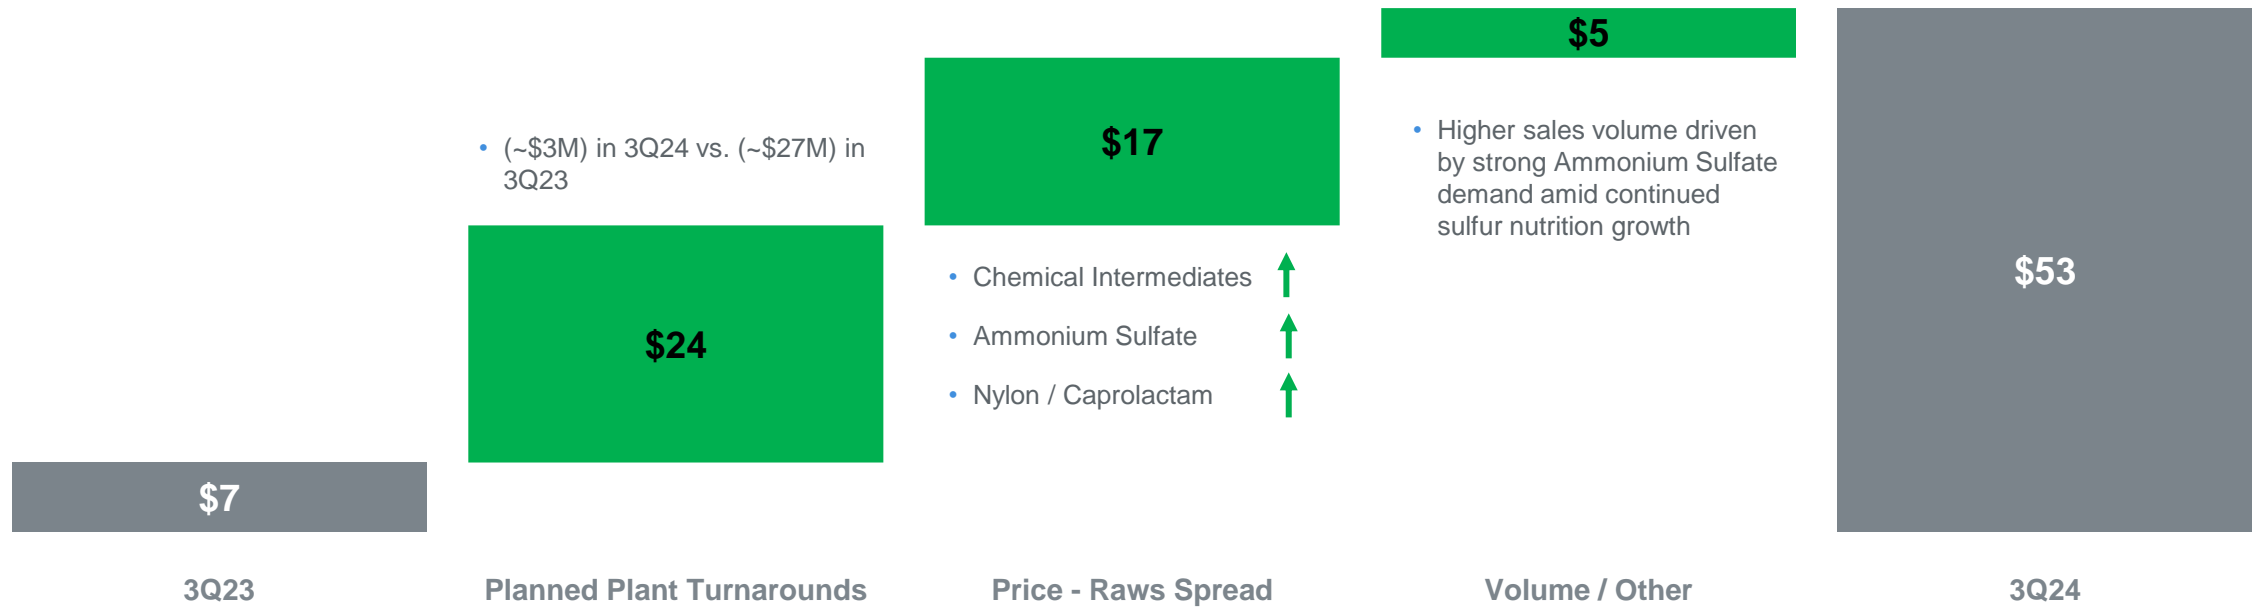 $7
3Q23
• (~$3M) in 3Q24 vs. (~$27M) in
3Q23
$24
Planned Plant Turnarounds
$17
• Chemical Intermediates
• Ammonium Sulfate
• Nylon / Caprolactam
Price - Raws Spread
$5
• Higher sales volume driven
by strong Ammonium Sulfate
demand amid continued
sulfur nutrition growth
Volume / Other
$53
3Q24